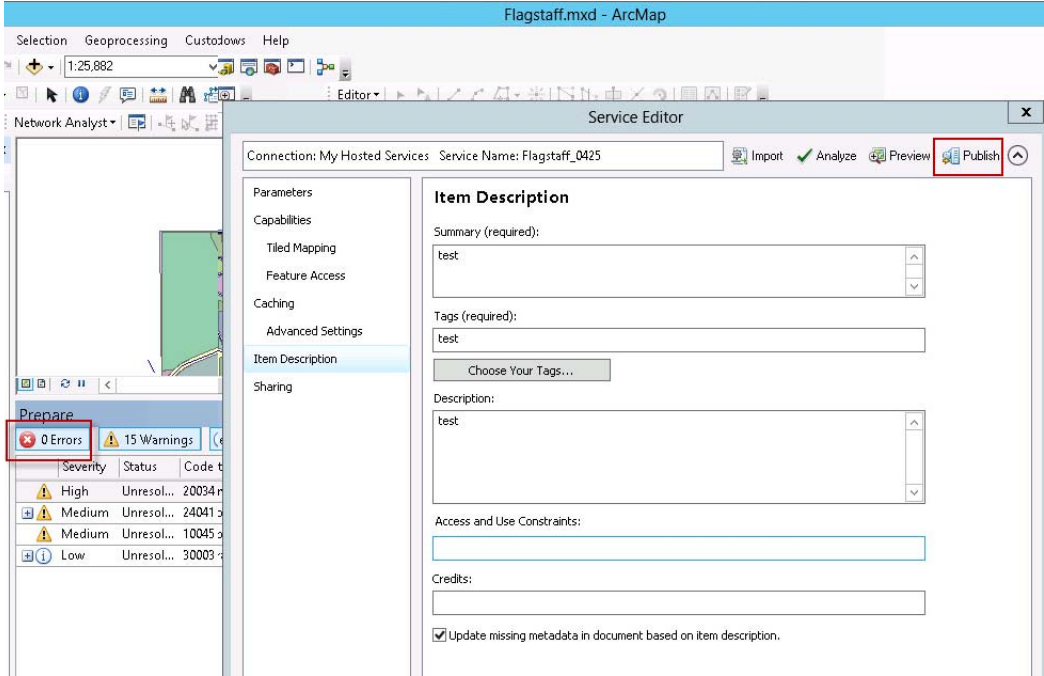 Flagstaff.mxd - ArcMap
Selection Geoprocessing Custodows Help
1:25,882
Editor
Network Analyst
Service Editor
x
Connection: My Hosted Services Service Name: Flagstaff_0425
Import Analyze Preview Publish
Parameters
Capabilities
Tiled Mapping
Feature Access
Caching
Advanced Settings
Item Description
Sharing
Item Description
Summary (required):
test
Tags (required):
test
Choose Your Tags...
Description:
test
Access and Use Constraints:
Credits:
Update missing metadata in document based on item description.
Prepare
0 Errors 15 Warnings
Severity Status Code
High Unresol... 20034
Medium Unresol... 24041
Medium Unresol... 10045
Low Unresol... 30003